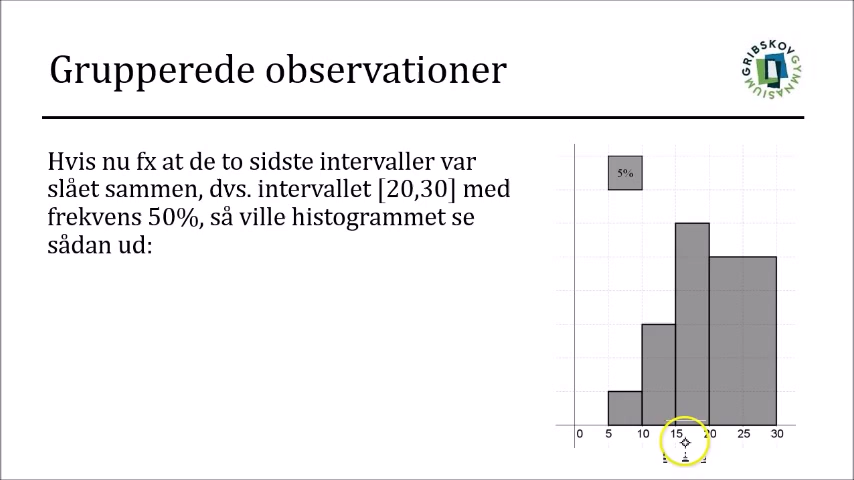 Grupperede observationer
GRIBSKOV GYMNASIUM
Hvis nu fx at de to sidste intervaller var
slået sammen, dvs. intervallet [20,30] med
frekvens 50%, så ville histogrammet se
sådan ud:
5%
0 5 10 15 20 25 30